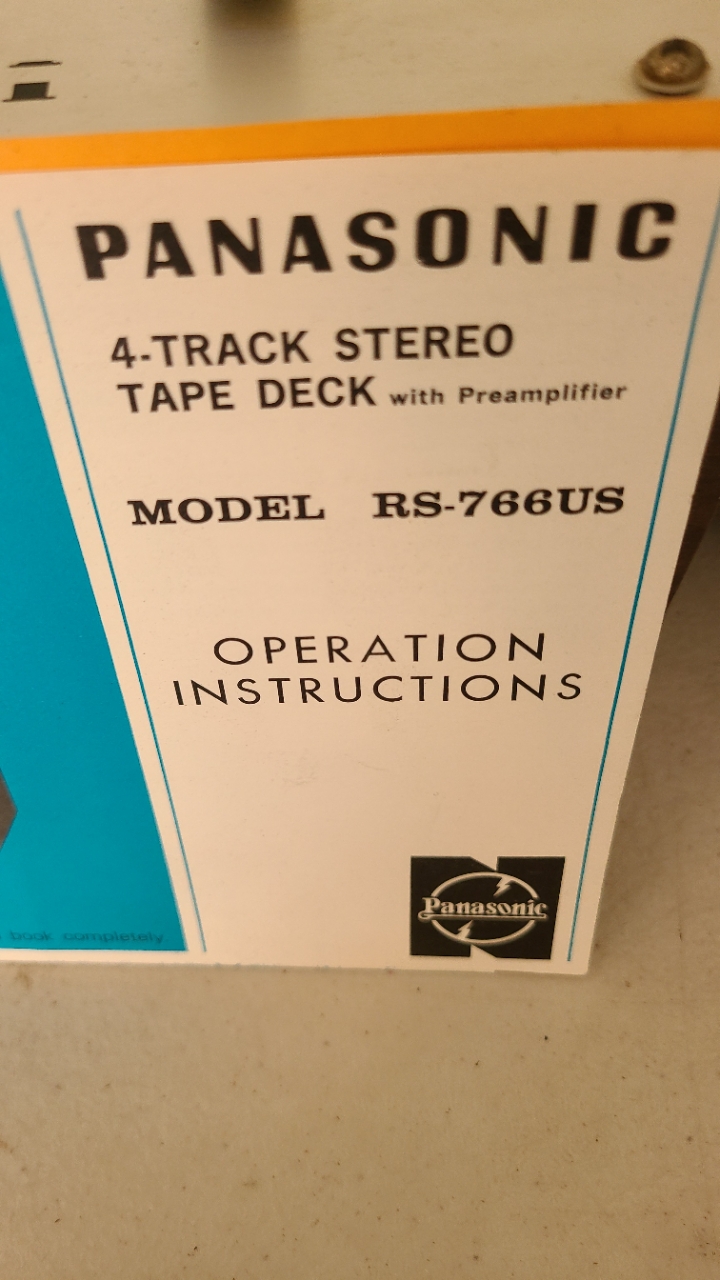 PANASONIC
4-TRACK STEREO
TAPE DECK with Preamplifier
MODEL RS-766US
OPERATION
INSTRUCTIONS
Panasonic
book completely